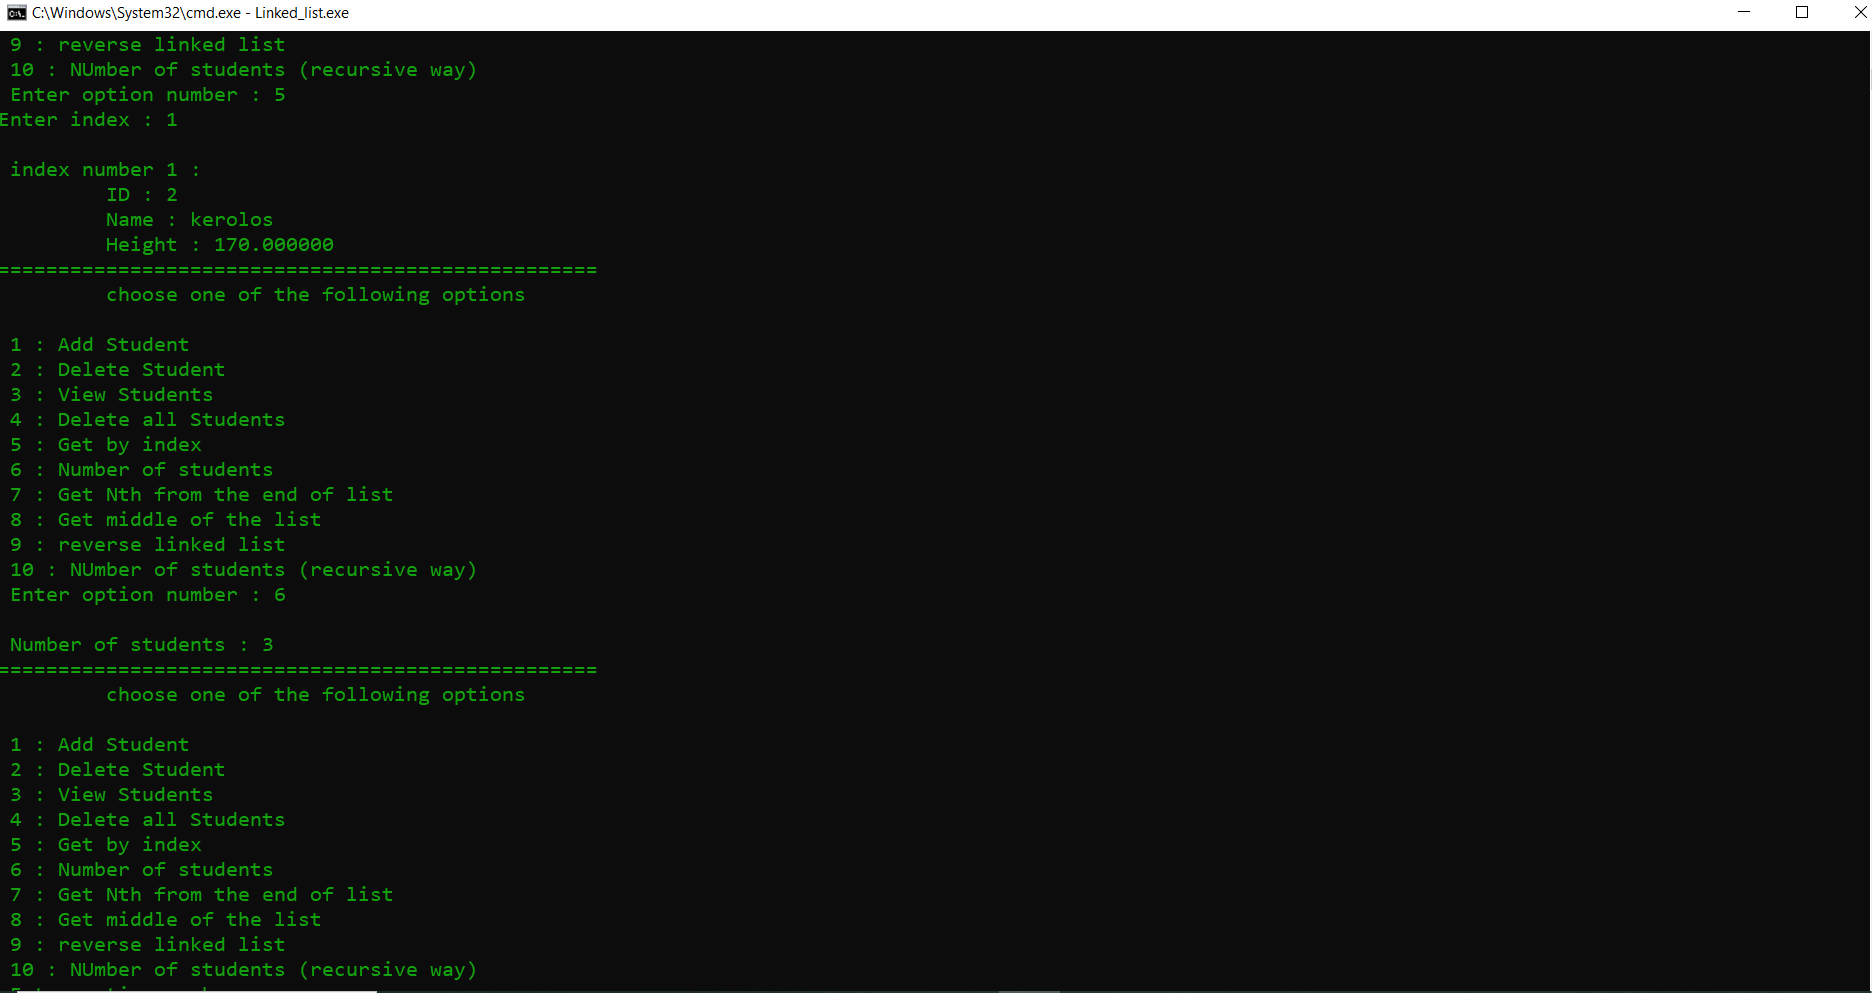 C:\Windows\System32\cmd.exe - Linked_list.exe
9 : reverse linked list
10 : NUmber of students (recursive way)
Enter option number : 5
Enter index : 1
index number 1 :
ID : 2
Name : kerolos
Height : 170.000000
==================================================
choose one of the following options
1 : Add Student
2 : Delete Student
3 : View Students
4 : Delete all Students
5 : Get by index
6 : Number of students
7 : Get Nth from the end of list
8 : Get middle of the list
9 : reverse linked list
10 : NUmber of students (recursive way)
Enter option number : 6
Number of students : 3
==================================================
choose one of the following options
1 : Add Student
2 : Delete Student
3 : View Students
4 : Delete all Students
5 : Get by index
6 : Number of students
7 : Get Nth from the end of list
8 : Get middle of the list
9 : reverse linked list
10 : NUmber of students (recursive way)